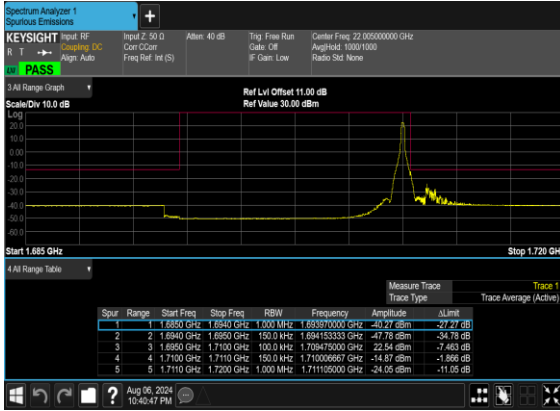 Spectrum Analyzer 1
Spurious Emissions
+
KEYSIGHT Input: RF Input Z: 50 Ω Atten: 40 dB Trig: Free Run Center Freq: 22.005000000 GHz
R T Coupling: DC Corr CCorr Gate: Off Avg|Hold: 1000/1000
Align: Auto Freq Ref: Int (S) IF Gain: Low Radio Std: None
PASS
3 All Range Graph
Ref Lvl Offset 11.00 dB
Scale/Div 10.0 dB Ref Value 30.00 dBm
Log
20.0
10.0
0.00
-10.0
-20.0
-30.0
-40.0
-50.0
-60.0
Start 1.685 GHz Stop 1.720 GH
4 All Range Table
Measure Trace Trace 1
Trace Type Trace Average (Active)
Spur Range Start Freq Stop Freq RBW Frequency Amplitude ΔLimit
1 1 1.6850 GHz 1.6940 GHz 1.000 MHz 1.693970000 GHz -40.27 dBm -27.27 dB
2 2 1.6940 GHz 1.6950 GHz 150.0 kHz 1.694153333 GHz -47.78 dBm -34.78 dB
3 3 1.6950 GHz 1.7100 GHz 100.0 kHz 1.709475000 GHz 22.54 dBm -7.463 dB
4 4 1.7100 GHz 1.7110 GHz 150.0 kHz 1.710006667 GHz -14.87 dBm -1.866 dB
5 5 1.7110 GHz 1.7200 GHz 1.000 MHz 1.711105000 GHz -24.05 dBm -11.05 dB
?
Aug 06, 2024
10:40:47 PM